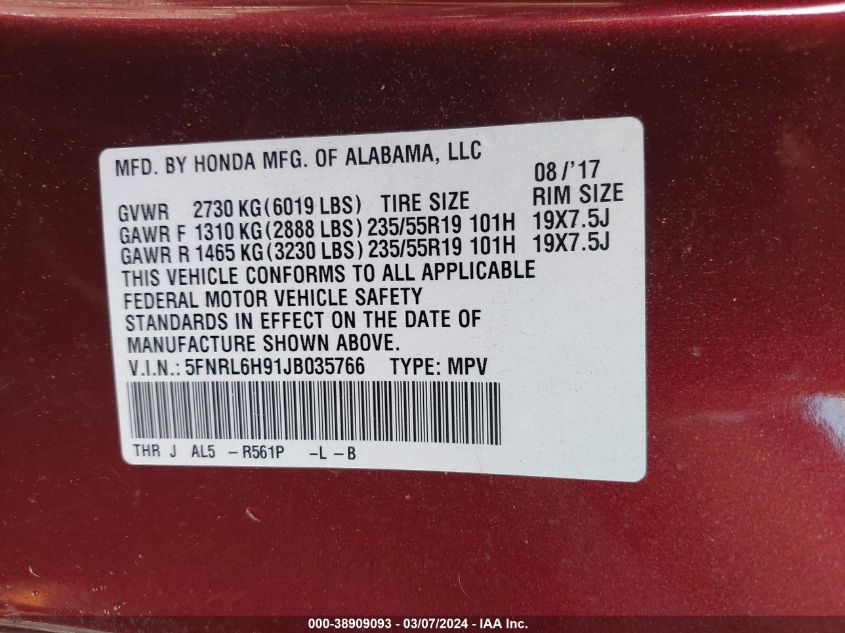 MFD. BY HONDA MFG. OF ALABAMA, LLC 08/'17
GVWR 2730 KG(6019 LBS) TIRE SIZE RIM SIZE
GAWR F 1310 KG(2888 LBS) 235/55R19 101H 19X7.5J
GAWR R 1465 KG(3230 LBS) 235/55R19 101H 19X7.5J
THIS VEHICLE CONFORMS TO ALL APPLICABLE
FEDERAL MOTOR VEHICLE SAFETY
STANDARDS IN EFFECT ON THE DATE OF
MANUFACTURE SHOWN ABOVE.
V.I.N.: 5FNRL6H91JB035766 TYPE: MPV
THR J AL5 -R561P -L -B
000-38909093 - 03/07/2024 - IAA Inc.